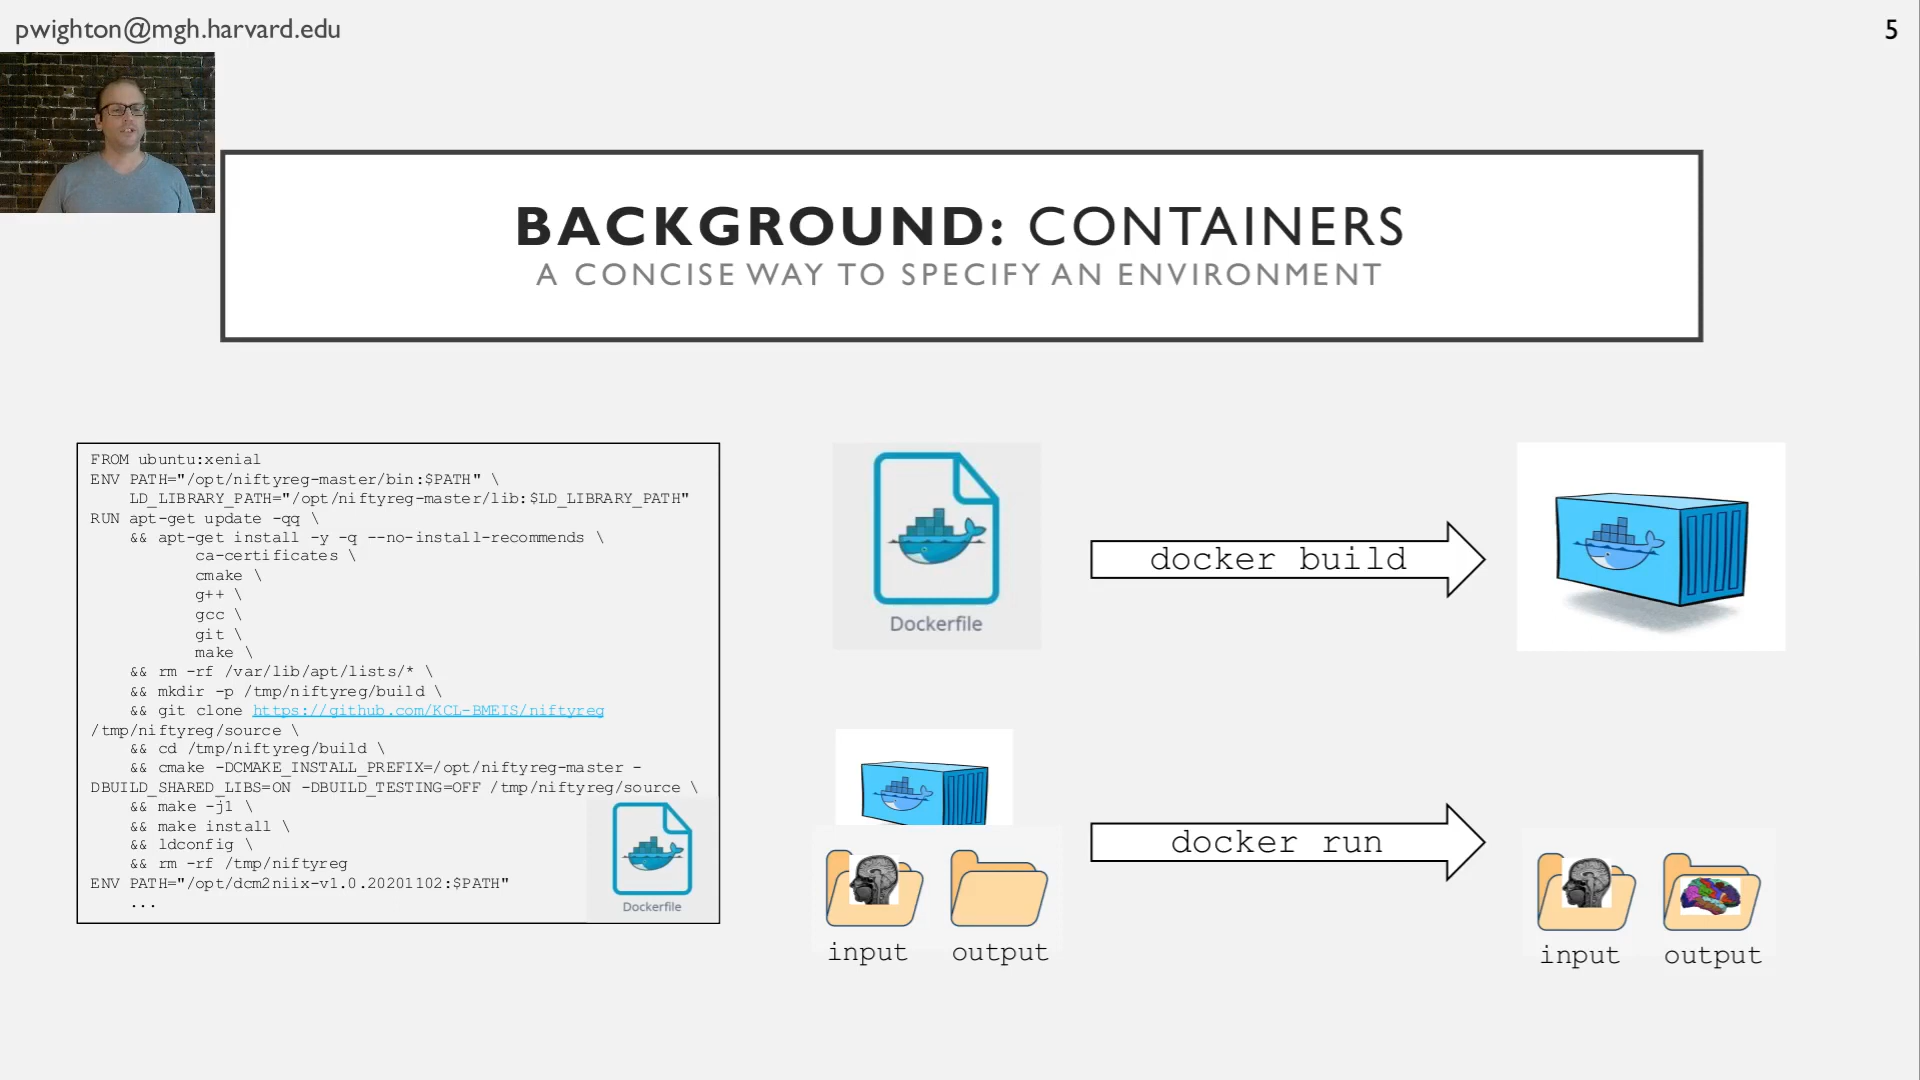 pwighton@mgh.harvard.edu
5
BACKGROUND: CONTAINERS
A CONCISE WAY TO SPECIFY AN ENVIRONMENT
FROM ubuntu:xenial
ENV PATH="/opt/niftyreg-master/bin:$PATH" \
    LD_LIBRARY_PATH="/opt/niftyreg-master/lib:$LD_LIBRARY_PATH"
RUN apt-get update -qq \
    && apt-get install -y -q --no-install-recommends \
           ca-certificates \
           cmake \
           g++ \
           gcc \
           git \
           make \
    && rm -rf /var/lib/apt/lists/* \
    && mkdir -p /tmp/niftyreg/build \
    && git clone https://github.com/KCL-BMEIS/niftyreg
/tmp/niftyreg/source \
    && cd /tmp/niftyreg/build \
    && cmake -DCMAKE_INSTALL_PREFIX=/opt/niftyreg-master -
DBUILD_SHARED_LIBS=ON -DBUILD_TESTING=OFF /tmp/niftyreg/source \
    && make -j1 \
    && make install \
    && ldconfig \
    && rm -rf /tmp/niftyreg
ENV PATH="/opt/dcm2niix-v1.0.20201102:$PATH"
    ...
Dockerfile
Dockerfile
docker build
docker run
input
output
input
output